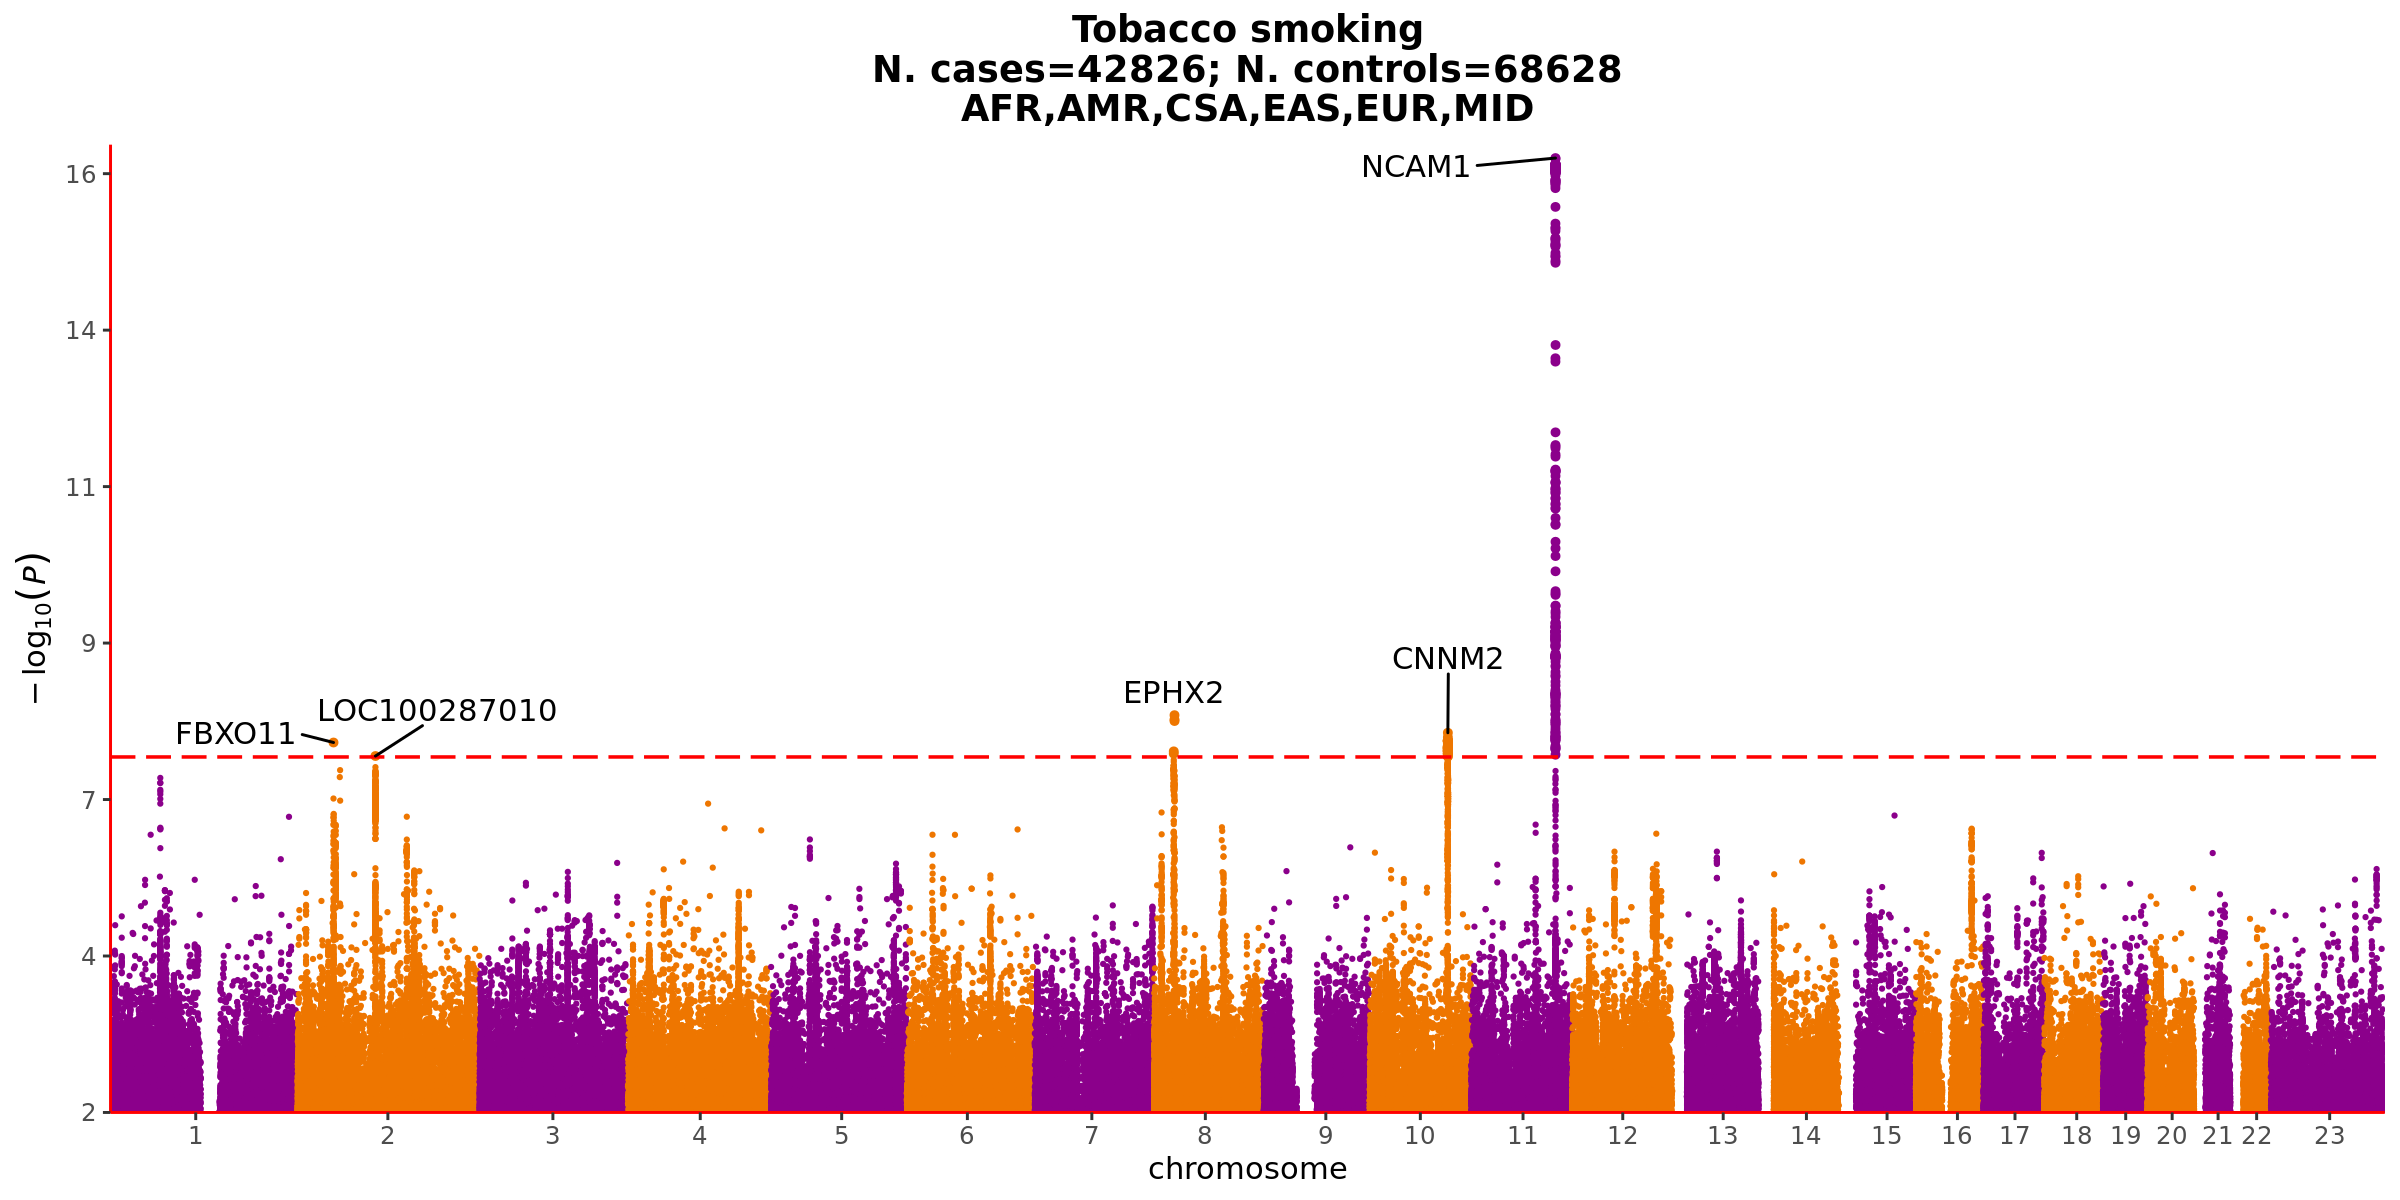 Tobacco smoking
N. cases=42826; N. controls=68628
AFR,AMR,CSA,EAS,EUR,MID
16
14
11
9
7
4
2
−log10(P)
NCAM1
CNNM2
EPHX2
LOC100287010
FBXO11
1 2 3 4 5 6 7 8 9 10 11 12 13 14 15 16 17 18 19 20 21 22 23
chromosome